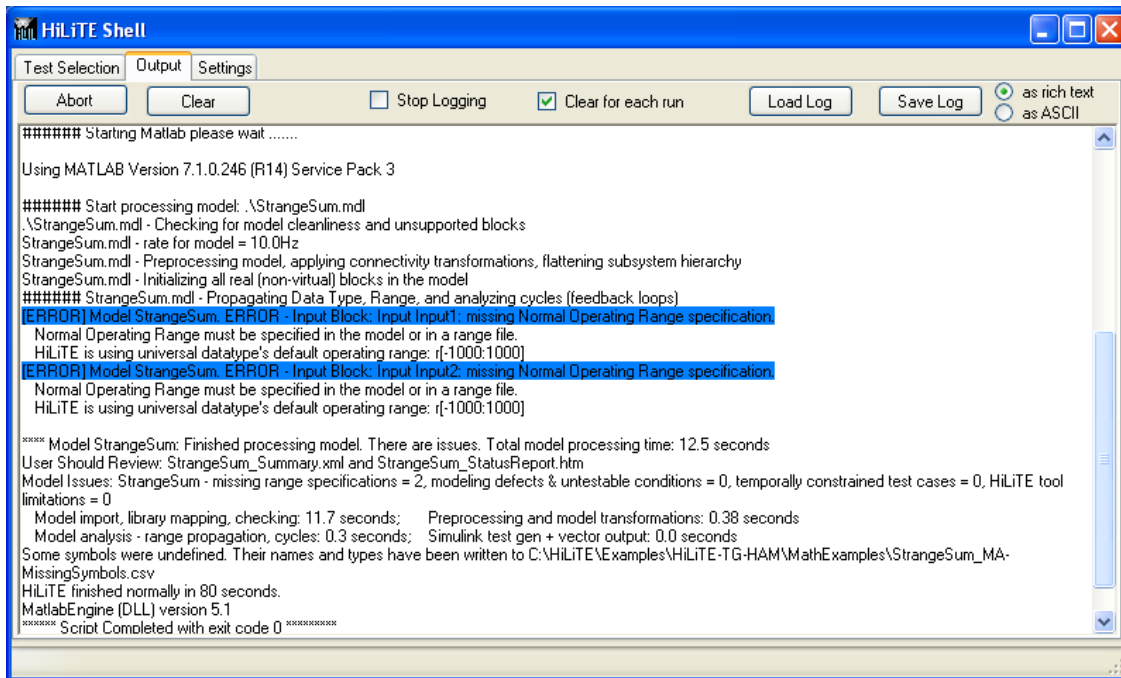 HiLiTE Shell
Test Selection Output Settings
Abort Clear Stop Logging Clear for each run Load Log Save Log as rich text
as ASCII
###### Starting Matlab please wait .......
Using MATLAB Version 7.1.0.246 (R14) Service Pack 3
###### Start processing model: .\StrangeSum.mdl
.\StrangeSum.mdl - Checking for model cleanliness and unsupported blocks
StrangeSum.mdl - rate for model = 10.0Hz
StrangeSum.mdl - Preprocessing model, applying connectivity transformations, flattening subsystem hierarchy
StrangeSum.mdl - Initializing all real (non-virtual) blocks in the model
###### StrangeSum.mdl - Propagating Data Type, Range, and analyzing cycles (feedback loops)
[ERROR] Model StrangeSum. ERROR - Input Block: Input Input1: missing Normal Operating Range specification.
Normal Operating Range must be specified in the model or in a range file.
HiLiTE is using universal datatype's default operating range: r[-1000:1000]
[ERROR] Model StrangeSum. ERROR - Input Block: Input Input2: missing Normal Operating Range specification.
Normal Operating Range must be specified in the model or in a range file.
HiLiTE is using universal datatype's default operating range: r[-1000:1000]
**** Model StrangeSum: Finished processing model. There are issues. Total model processing time: 12.5 seconds
User Should Review: StrangeSum_Summary.xml and StrangeSum_StatusReport.htm
Model Issues: StrangeSum - missing range specifications = 2, modeling defects & untestable conditions = 0, temporally constrained test cases = 0, HiLiTE tool
limitations = 0
Model import, library mapping, checking: 11.7 seconds; Preprocessing and model transformations: 0.38 seconds
Model analysis - range propagation, cycles: 0.3 seconds; Simulink test gen + vector output: 0.0 seconds
Some symbols were undefined. Their names and types have been written to C:\HiLiTE\Examples\HiLiTE-TG-HAM\MathExamples\StrangeSum_MA-
MissingSymbols.csv
HiLiTE finished normally in 80 seconds.
MatlabEngine (DLL) version 5.1
****** Script Completed with exit code 0 *********